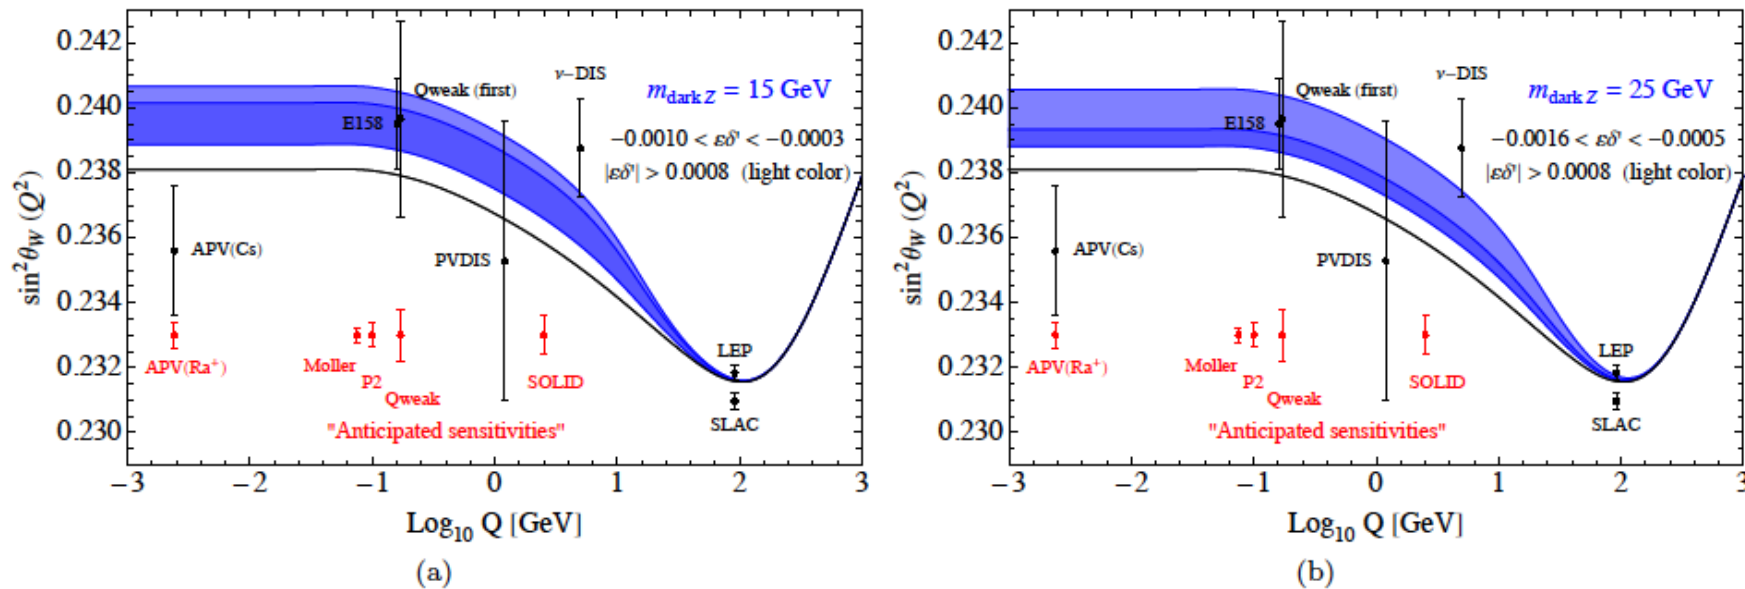 0.242
0.240
0.238
0.236
0.234
0.232
0.230
sin²θ_W (Q²)
ν−DIS
Qweak (first)
m_dark Z = 15 GeV
E158
−0.0010 < εδ' < −0.0003
|εδ'| > 0.0008 (light color)
APV(Cs)
PVDIS
APV(Ra⁺)
Moller
P2
Qweak
SOLID
LEP
SLAC
"Anticipated sensitivities"
−3 −2 −1 0 1 2 3
Log₁₀ Q [GeV]
(a)
0.242
0.240
0.238
0.236
0.234
0.232
0.230
sin²θ_W (Q²)
ν−DIS
Qweak (first)
m_dark Z = 25 GeV
E158
−0.0016 < εδ' < −0.0005
|εδ'| > 0.0008 (light color)
APV(Cs)
PVDIS
APV(Ra⁺)
Moller
P2
Qweak
SOLID
LEP
SLAC
"Anticipated sensitivities"
−3 −2 −1 0 1 2 3
Log₁₀ Q [GeV]
(b)